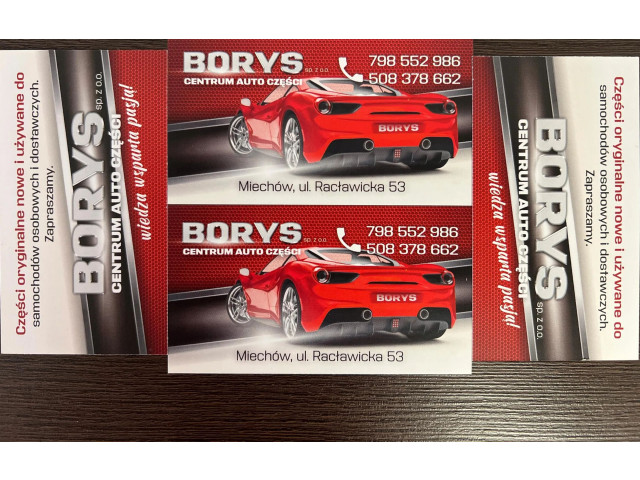 Części oryginalne nowe i używane do
samochodów osobowych i dostawczych.
Zapraszamy.
BORYS sp. z o.o.
CENTRUM AUTO CZĘŚCI
wiedza wsparta pasją!
BORYS sp. z o.o.
CENTRUM AUTO CZĘŚCI
798 552 986
508 378 662
BORYS
Miechów, ul. Racławicka 53
BORYS sp. z o.o.
CENTRUM AUTO CZĘŚCI
798 552 986
508 378 662
BORYS
Miechów, ul. Racławicka 53
Części oryginalne nowe i używane do
samochodów osobowych i dostawczych.
Zapraszamy.
BORYS sp. z o.o.
CENTRUM AUTO CZĘŚCI
wiedza wsparta pasją!